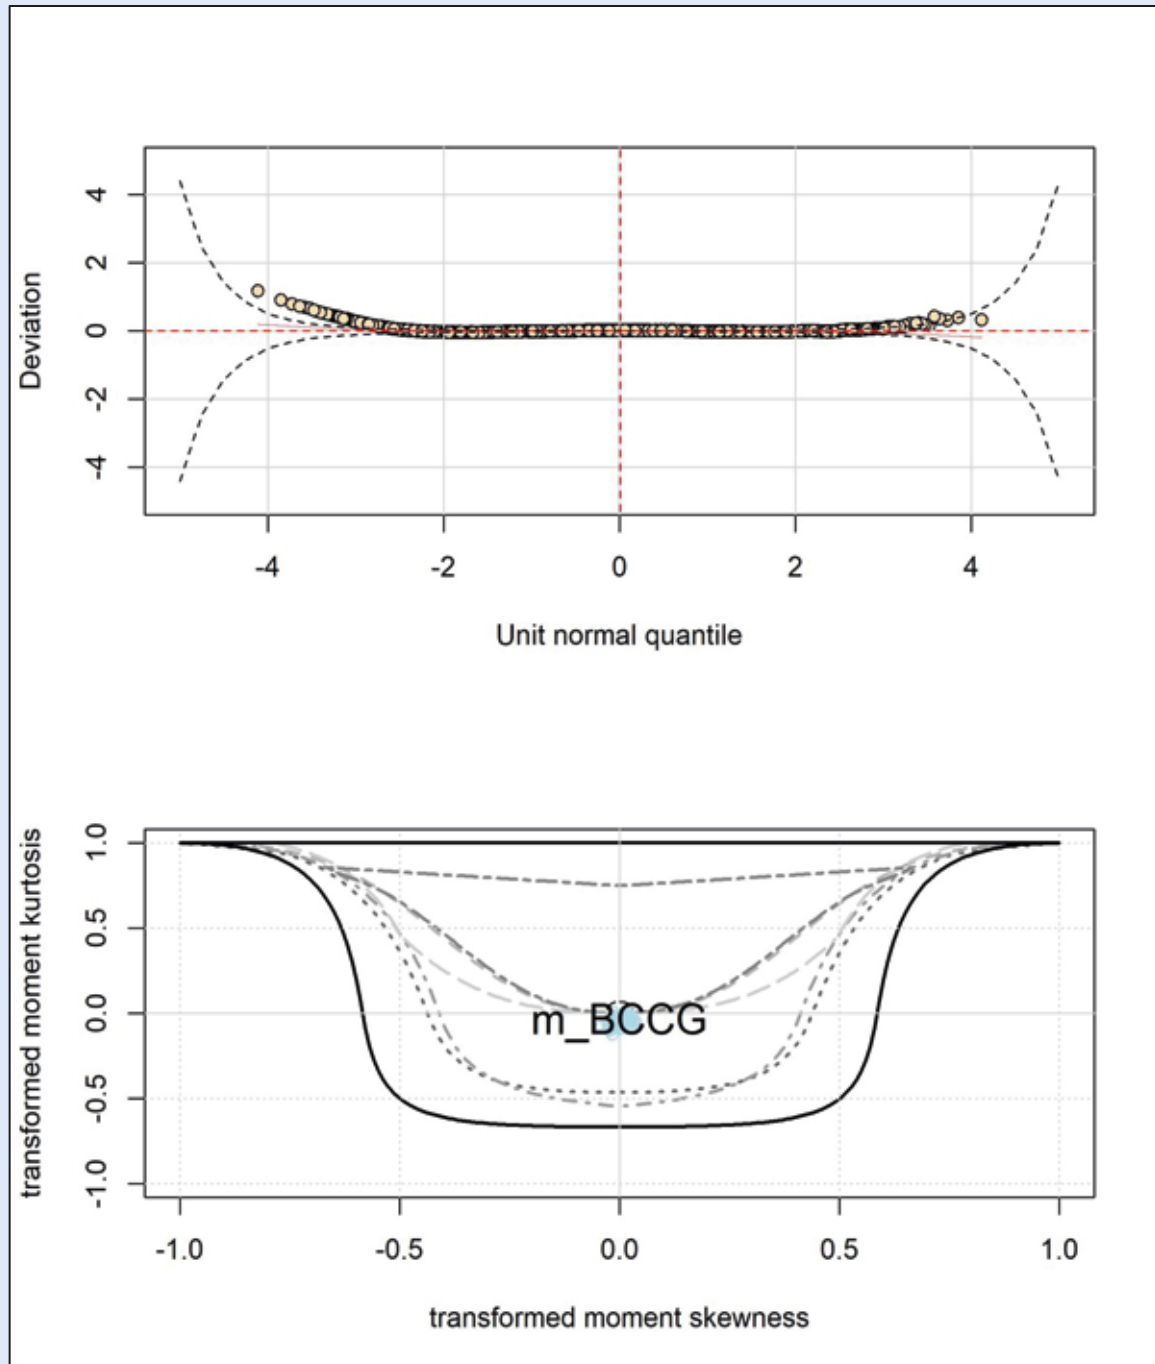 Deviation
4
2
0
-2
-4
-4 -2 0 2 4
Unit normal quantile
transformed moment kurtosis
1.0
0.5
0.0
-0.5
-1.0
m_BCCG
-1.0 -0.5 0.0 0.5 1.0
transformed moment skewness